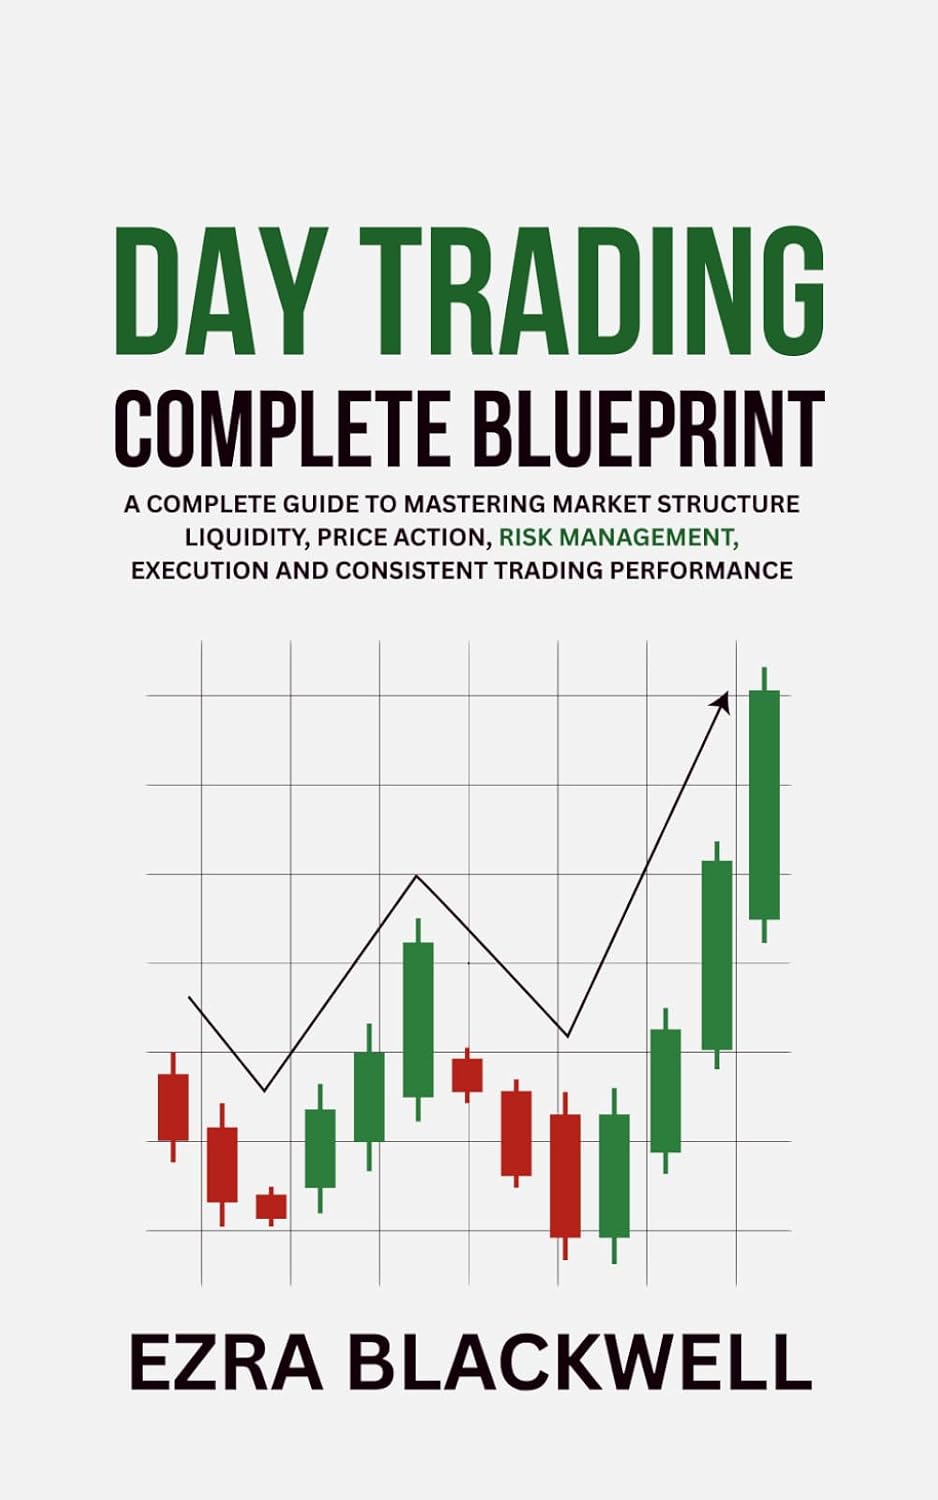 DAY TRADING
COMPLETE BLUEPRINT
A COMPLETE GUIDE TO MASTERING MARKET STRUCTURE
LIQUIDITY, PRICE ACTION, RISK MANAGEMENT,
EXECUTION AND CONSISTENT TRADING PERFORMANCE
EZRA BLACKWELL